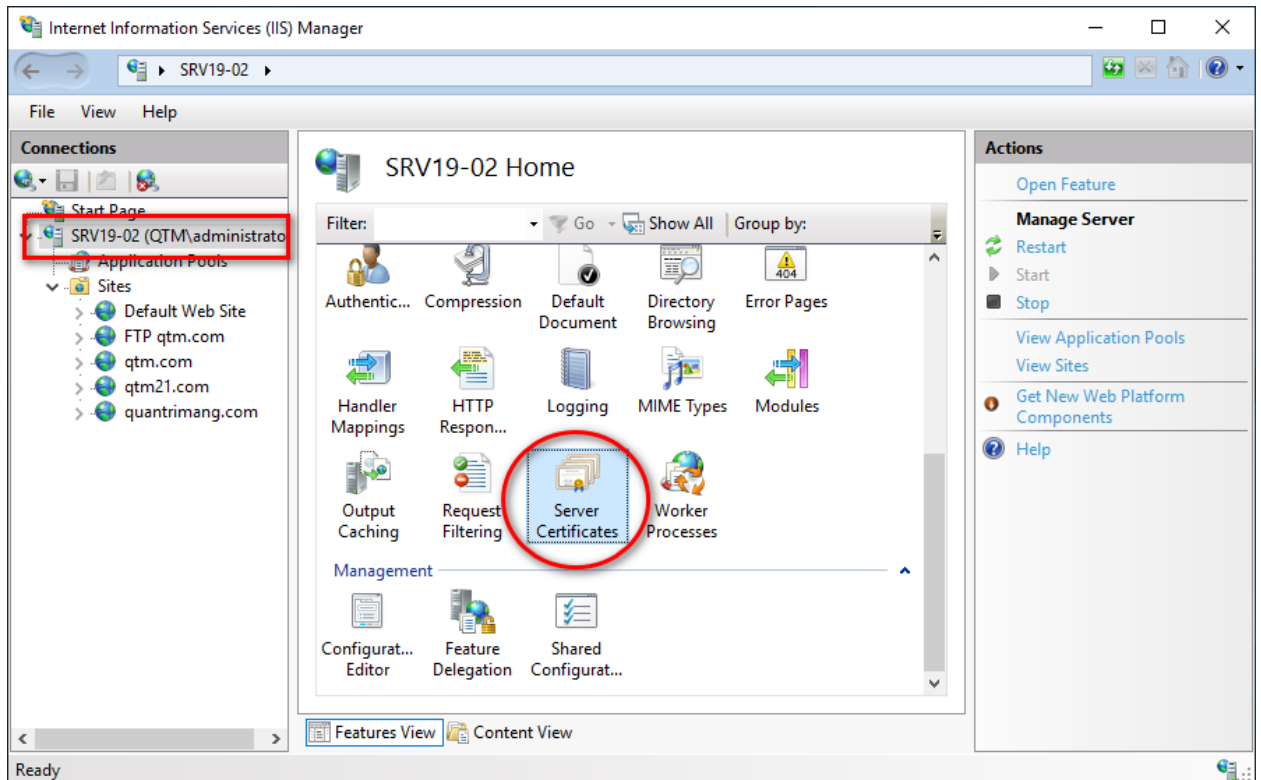 Internet Information Services (IIS) Manager
SRV19-02
File View Help
Connections
Start Page
SRV19-02 (QTM\administrato
Application Pools
Sites
Default Web Site
FTP qtm.com
qtm.com
qtm21.com
quantrimang.com
SRV19-02 Home
Filter: Go Show All Group by:
Authentic... Compression Default Document Directory Browsing Error Pages
404
Handler Mappings HTTP Respon... Logging MIME Types Modules
Output Caching Request Filtering Server Certificates Worker Processes
Management
Configurat... Editor Feature Delegation Shared Configurat...
Features View Content View
Actions
Open Feature
Manage Server
Restart
Start
Stop
View Application Pools
View Sites
Get New Web Platform
Components
Help
Ready